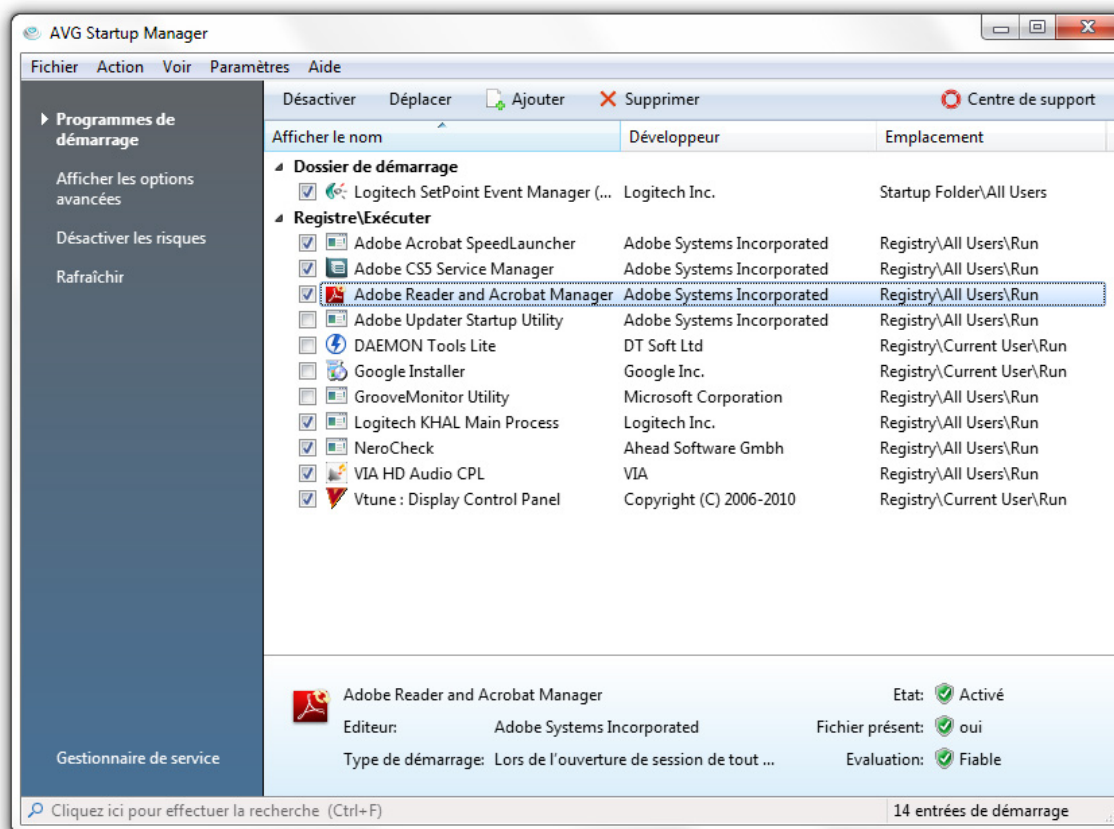 AVG Startup Manager
Fichier Action Voir Paramètres Aide
Programmes de
démarrage
Afficher les options
avancées
Désactiver les risques
Rafraîchir
Gestionnaire de service
Désactiver Déplacer Ajouter Supprimer Centre de support
Afficher le nom Développeur Emplacement
Dossier de démarrage
Logitech SetPoint Event Manager (... Logitech Inc. Startup Folder\All Users
Registre\Exécuter
Adobe Acrobat SpeedLauncher Adobe Systems Incorporated Registry\All Users\Run
Adobe CS5 Service Manager Adobe Systems Incorporated Registry\All Users\Run
Adobe Reader and Acrobat Manager Adobe Systems Incorporated Registry\All Users\Run
Adobe Updater Startup Utility Adobe Systems Incorporated Registry\All Users\Run
DAEMON Tools Lite DT Soft Ltd Registry\Current User\Run
Google Installer Google Inc. Registry\Current User\Run
GrooveMonitor Utility Microsoft Corporation Registry\All Users\Run
Logitech KHAL Main Process Logitech Inc. Registry\All Users\Run
NeroCheck Ahead Software Gmbh Registry\All Users\Run
VIA HD Audio CPL VIA Registry\All Users\Run
Vtune : Display Control Panel Copyright (C) 2006-2010 Registry\Current User\Run
Adobe Reader and Acrobat Manager Etat: Activé
Editeur: Adobe Systems Incorporated Fichier présent: oui
Type de démarrage: Lors de l'ouverture de session de tout ... Evaluation: Fiable
Cliquez ici pour effectuer la recherche (Ctrl+F) 14 entrées de démarrage